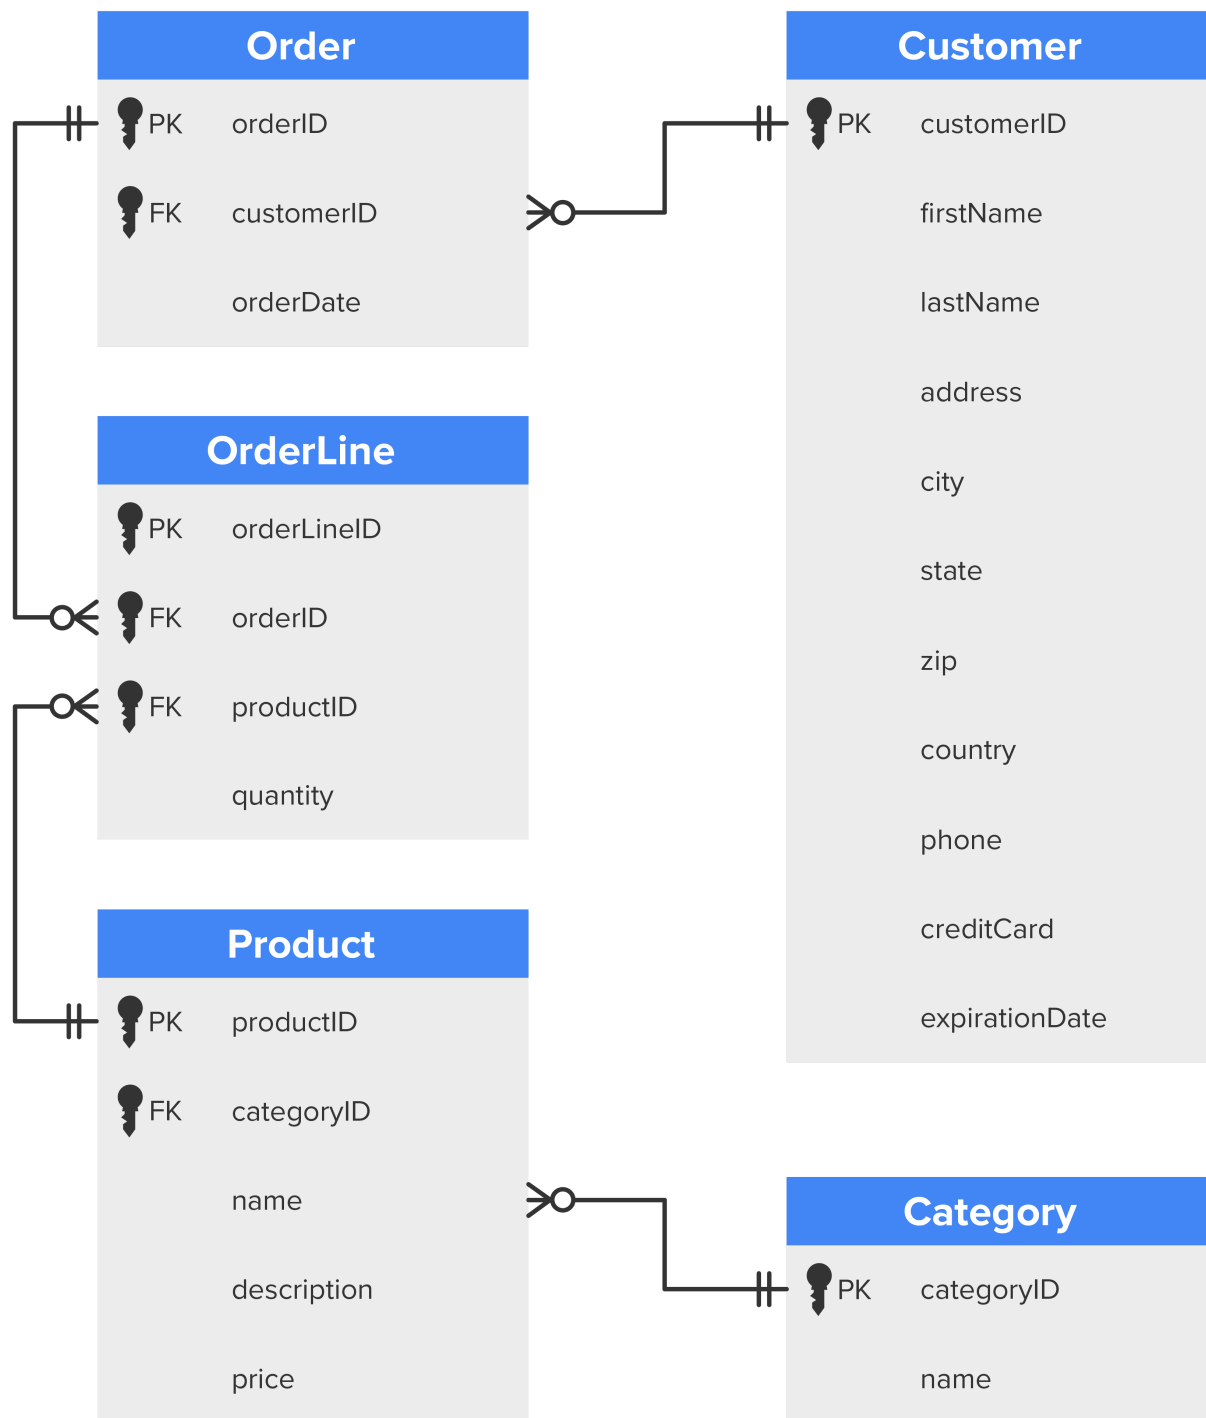 Order
PK orderID
FK customerID
orderDate
OrderLine
PK orderLineID
FK orderID
FK productID
quantity
Product
PK productID
FK categoryID
name
description
price
Customer
PK customerID
firstName
lastName
address
city
state
zip
country
phone
creditCard
expirationDate
Category
PK categoryID
name